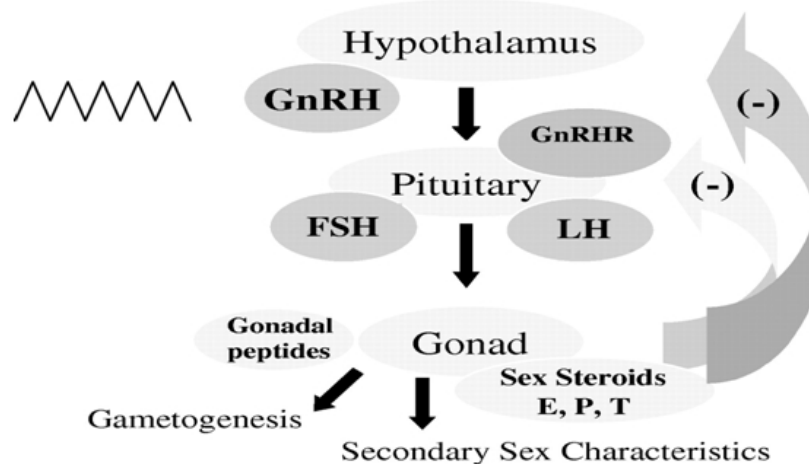 Hypothalamus
GnRH
(-)
GnRHR
Pituitary
(-)
FSH
LH
Gonadal
peptides
Gonad
Sex Steroids
E, P, T
Gametogenesis
Secondary Sex Characteristics